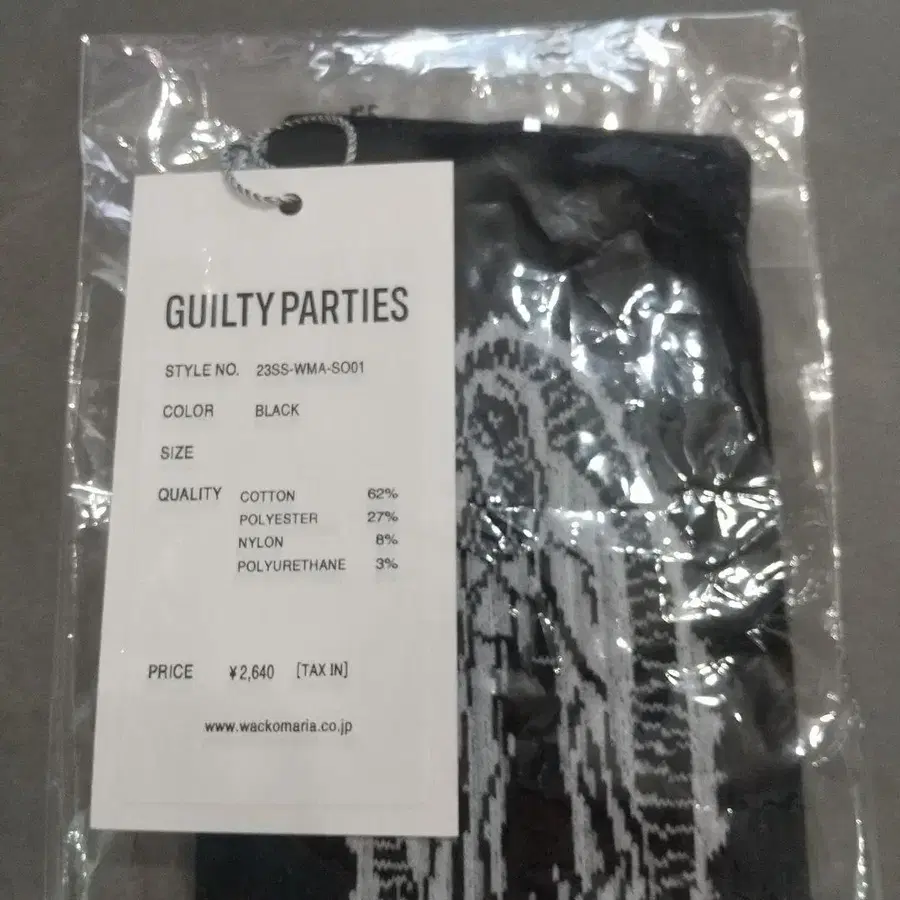 GUILTY PARTIES
STYLE NO. 23SS-WMA-SO01
COLOR BLACK
SIZE
QUALITY COTTON 62%
POLYESTER 27%
NYLON 8%
POLYURETHANE 3%
PRICE ¥2,640 [TAX IN]
www.wackomaria.co.jp